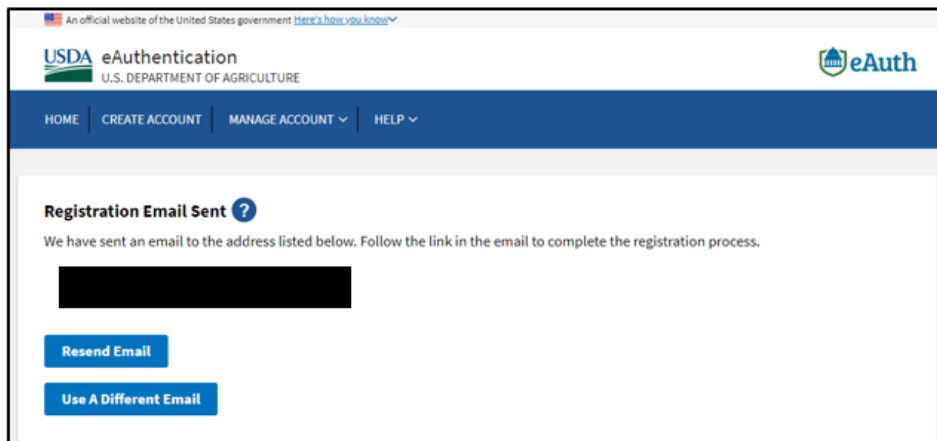 An official website of the United States government Here's how you know
USDA eAuthentication
U.S. DEPARTMENT OF AGRICULTURE
eAuth
HOME CREATE ACCOUNT MANAGE ACCOUNT HELP
Registration Email Sent ?
We have sent an email to the address listed below. Follow the link in the email to complete the registration process.
Resend Email
Use A Different Email